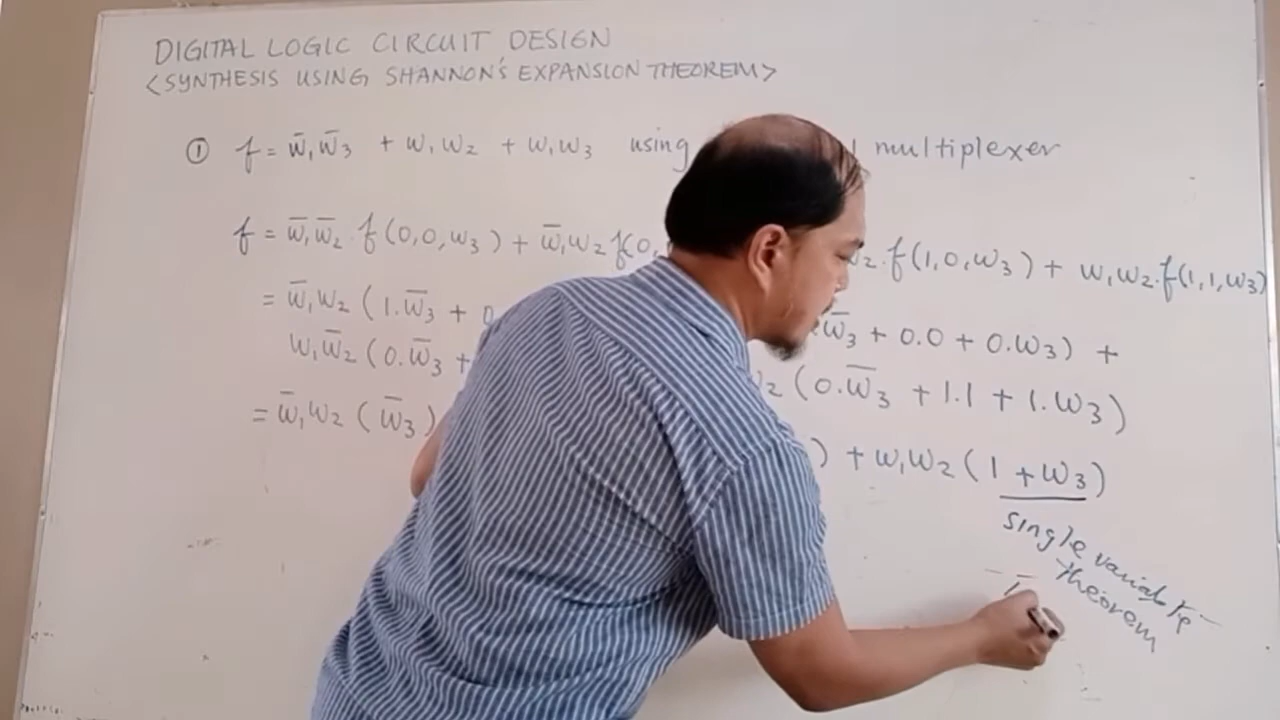 DIGITAL LOGIC CIRCUIT DESIGN
<SYNTHESIS USING SHANNON'S EXPANSION THEOREM>
① f = w̄₁w̄₃ + w₁w₂ + w₁w₃ using multiplexer
f = w̄₁w̄₂.f(0,0,w₃) + w̄₁w₂f(0, w₂.f(1,0,w₃) + w₁w₂.f(1,1,w₃)
= w̄₁w₂(1.w̄₃ + 0 w̄₃ + 0.0 + 0.w₃) +
w₁w̄₂(0.w̄₃ + ₂(0.w̄₃ + 1.1 + 1.w₃)
= w̄₁w₂(w̄₃) ) + w₁w₂(1 + w₃)
single variable
theorem
1